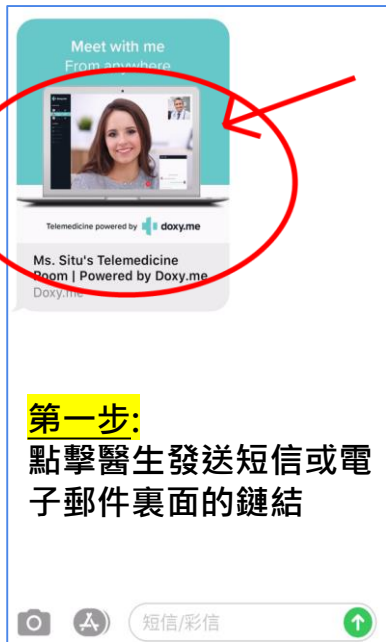 Meet with me
From anywhere
Telemedicine powered by doxy.me
Ms. Situ's Telemedicine
Room | Powered by Doxy.me
Doxy.me
第一步:
點擊醫生發送短信或電
子郵件裏面的鏈結
短信/彩信